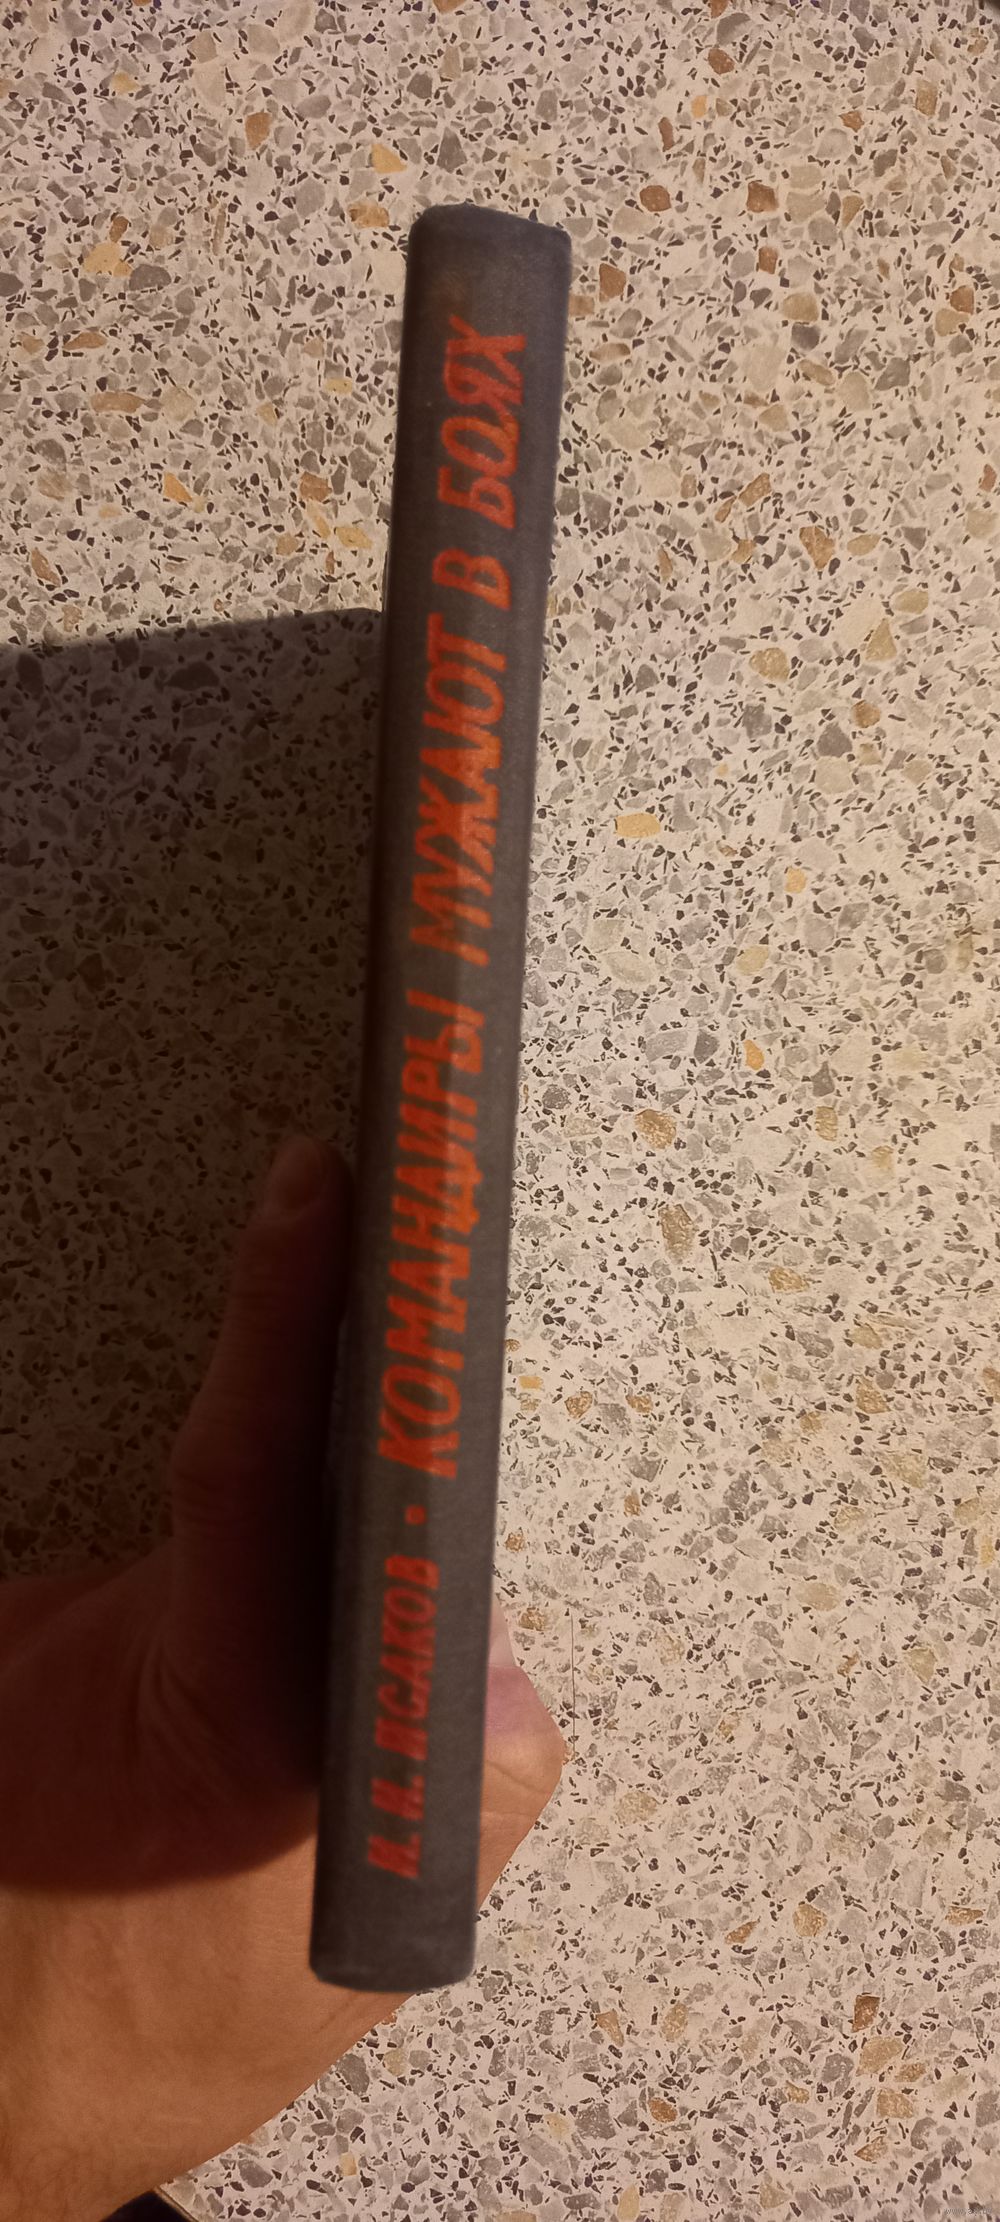 И. И. ИСАКОВ • КОМАНДИРЫ МУЖАЮТ В БОЯХ